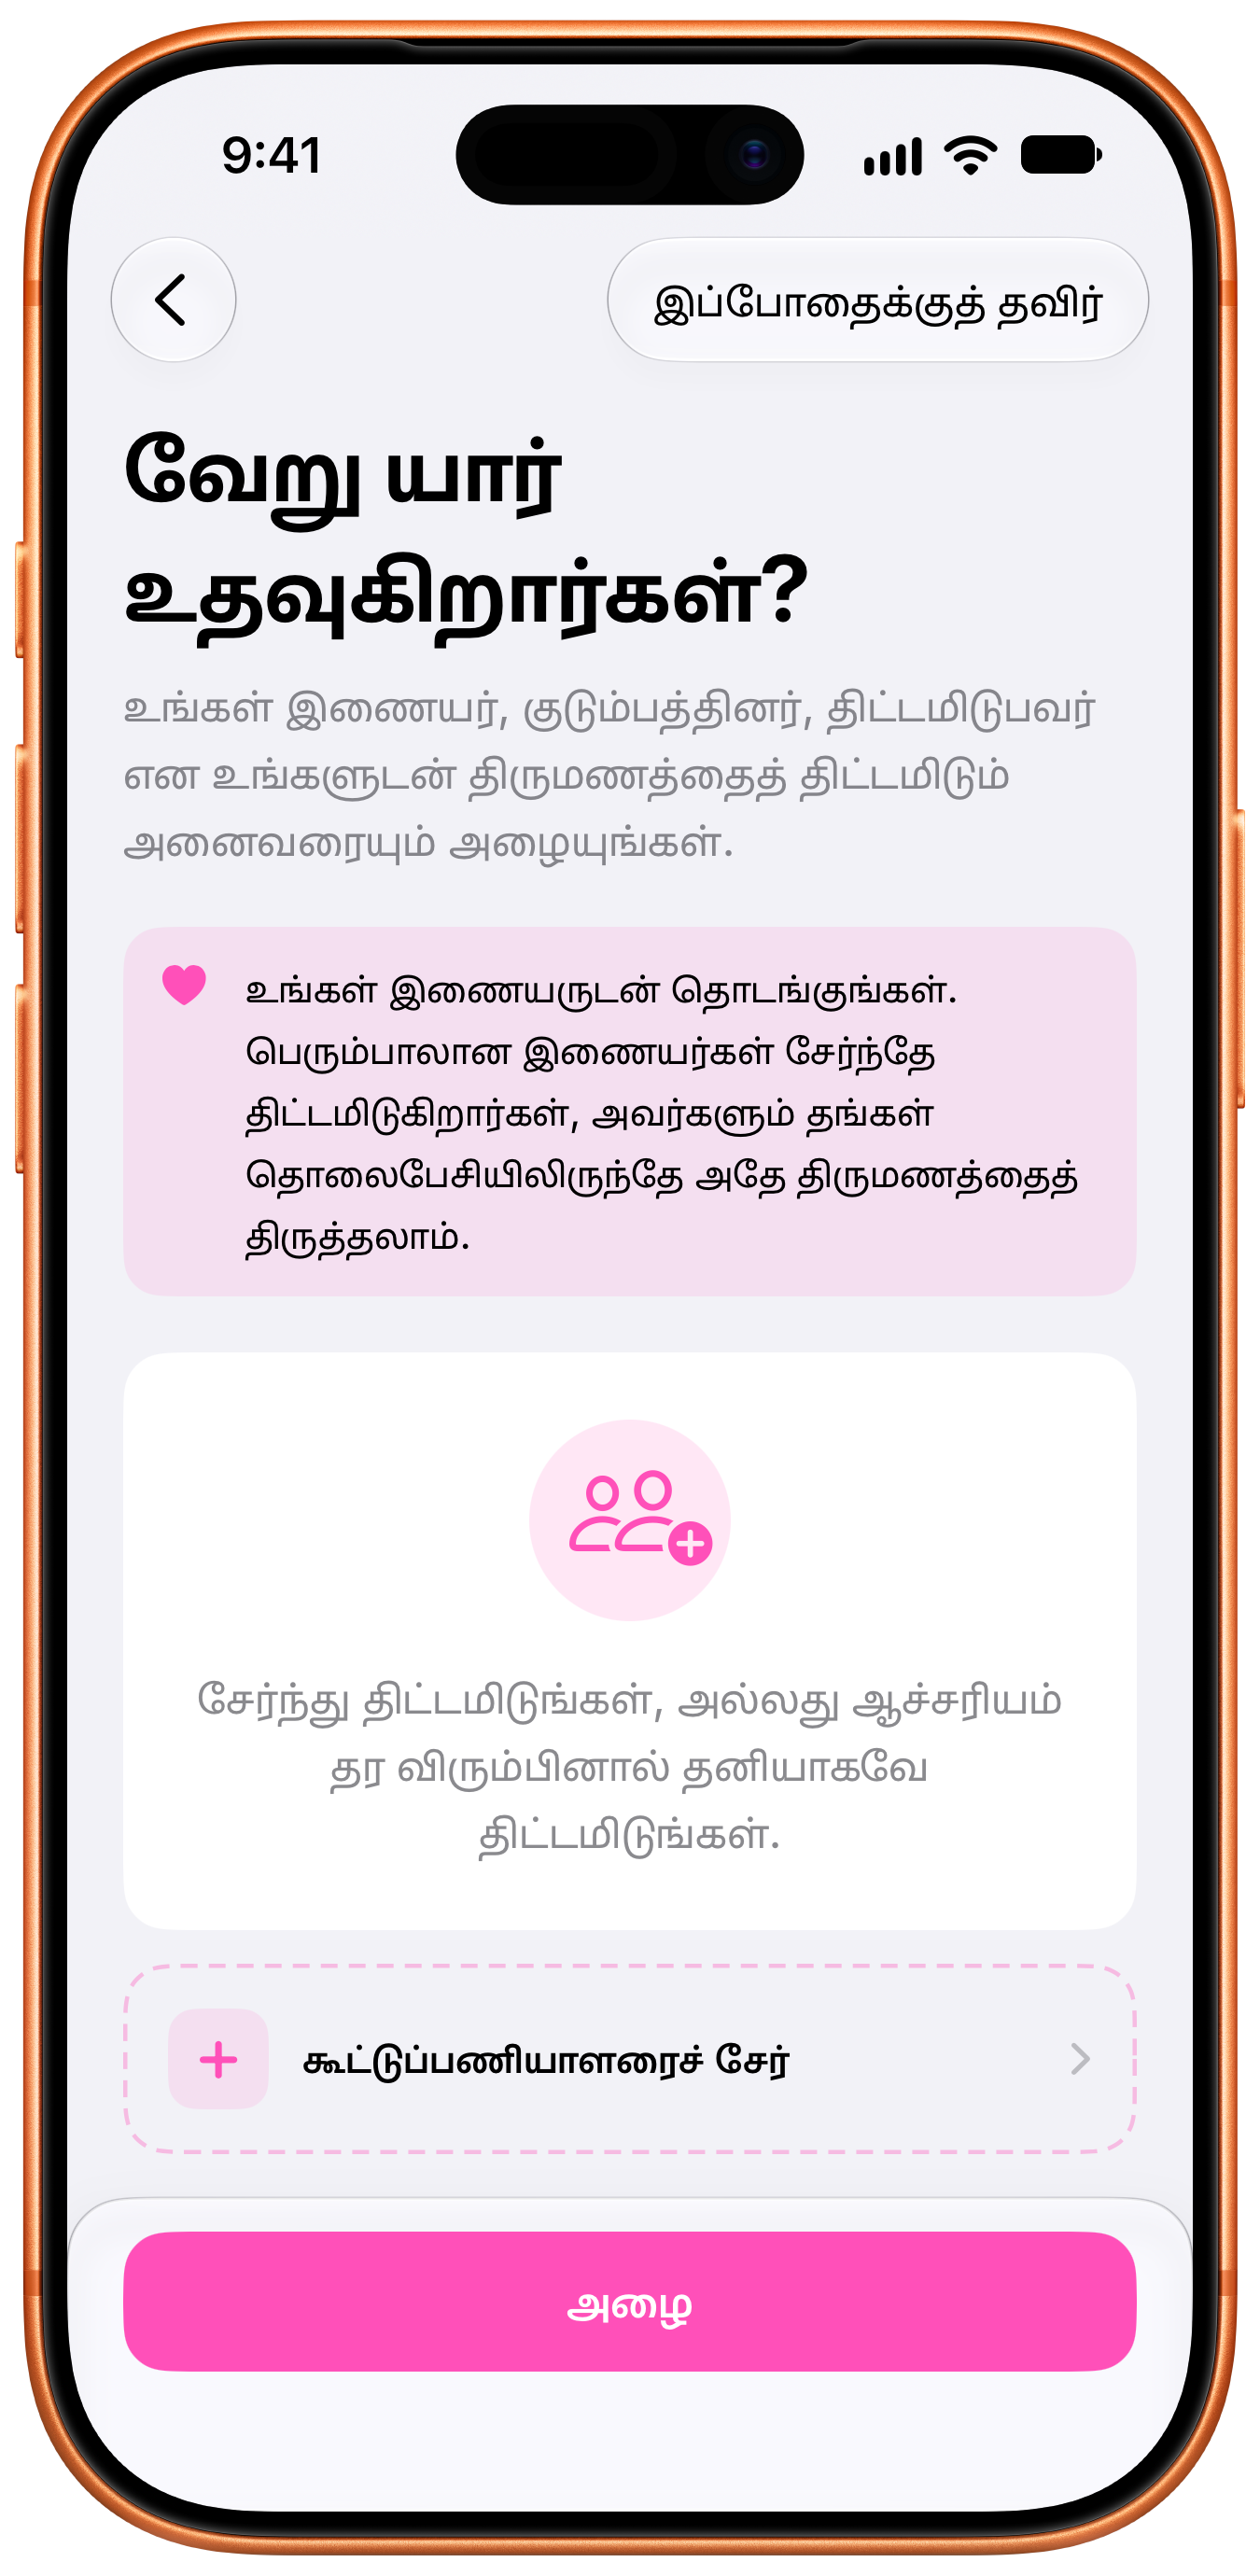 9:41
இப்போதைக்குத் தவிர்
வேறு யார்
உதவுகிறார்கள்?
உங்கள் இணையர், குடும்பத்தினர், திட்டமிடுபவர்
என உங்களுடன் திருமணத்தைத் திட்டமிடும்
அனைவரையும் அழையுங்கள்.
உங்கள் இணையருடன் தொடங்குங்கள்.
பெரும்பாலான இணையர்கள் சேர்ந்தே
திட்டமிடுகிறார்கள், அவர்களும் தங்கள்
தொலைபேசியிலிருந்தே அதே திருமணத்தைத்
திருத்தலாம்.
சேர்ந்து திட்டமிடுங்கள், அல்லது ஆச்சரியம்
தர விரும்பினால் தனியாகவே
திட்டமிடுங்கள்.
கூட்டுப்பணியாளரைச் சேர்
அழை